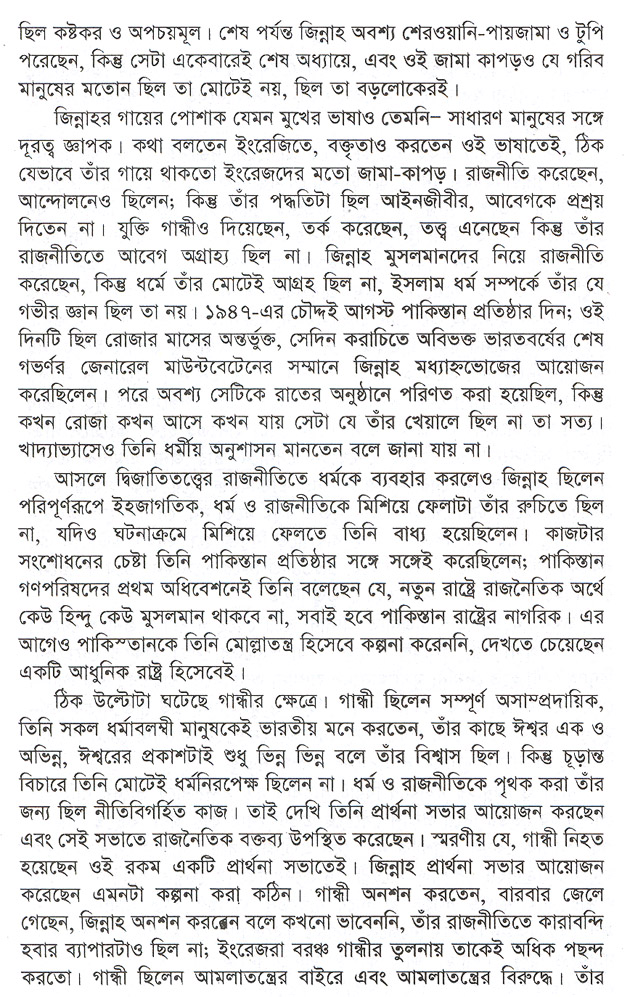 ছিল কষ্টকর ও অপচয়মূল। শেষ পর্যন্ত জিন্নাহ অবশ্য শেরওয়ানি-পায়জামা ও টুপি
পরেছেন, কিন্তু সেটা একেবারেই শেষ অধ্যায়ে, এবং ওই জামা কাপড়ও যে গরিব
মানুষের মতোন ছিল তা মোটেই নয়, ছিল তা বড়লোকেরই।
জিন্নাহর গায়ের পোশাক যেমন মুখের ভাষাও তেমনি– সাধারণ মানুষের সঙ্গে
দূরত্ব জ্ঞাপক। কথা বলতেন ইংরেজিতে, বক্তৃতাও করতেন ওই ভাষাতেই, ঠিক
যেভাবে তাঁর গায়ে থাকতো ইংরেজদের মতো জামা-কাপড়। রাজনীতি করেছেন,
আন্দোলনেও ছিলেন; কিন্তু তাঁর পদ্ধতিটা ছিল আইনজীবীর, আবেগকে প্রশ্রয়
দিতেন না। যুক্তি গান্ধীও দিয়েছেন, তর্ক করেছেন, তত্ত্ব এনেছেন কিন্তু তাঁর
রাজনীতিতে আবেগ অগ্রাহ্য ছিল না। জিন্নাহ মুসলমানদের নিয়ে রাজনীতি
করেছেন, কিন্তু ধর্মে তাঁর মোটেই আগ্রহ ছিল না, ইসলাম ধর্ম সম্পর্কে তাঁর যে
গভীর জ্ঞান ছিল তা নয়। ১৯৪৭-এর চৌদ্দই আগস্ট পাকিস্তান প্রতিষ্ঠার দিন; ওই
দিনটি ছিল রোজার মাসের অন্তর্ভুক্ত, সেদিন করাচিতে অবিভক্ত ভারতবর্ষের শেষ
গভর্ণর জেনারেল মাউন্টবেটেনের সম্মানে জিন্নাহ মধ্যাহ্নভোজের আয়োজন
করেছিলেন। পরে অবশ্য সেটিকে রাতের অনুষ্ঠানে পরিণত করা হয়েছিল, কিন্তু
কখন রোজা কখন আসে কখন যায় সেটা যে তাঁর খেয়ালে ছিল না তা সত্য।
খাদ্যাভ্যাসেও তিনি ধর্মীয় অনুশাসন মানতেন বলে জানা যায় না।
আসলে দ্বিজাতিতত্ত্বের রাজনীতিতে ধর্মকে ব্যবহার করলেও জিন্নাহ ছিলেন
পরিপূর্ণরূপে ইহজাগতিক, ধর্ম ও রাজনীতিকে মিশিয়ে ফেলাটা তাঁর রুচিতে ছিল
না, যদিও ঘটনাক্রমে মিশিয়ে ফেলতে তিনি বাধ্য হয়েছিলেন। কাজটার
সংশোধনের চেষ্টা তিনি পাকিস্তান প্রতিষ্ঠার সঙ্গে সঙ্গেই করেছিলেন; পাকিস্তান
গণপরিষদের প্রথম অধিবেশনেই তিনি বলেছেন যে, নতুন রাষ্ট্রে রাজনৈতিক অর্থে
কেউ হিন্দু কেউ মুসলমান থাকবে না, সবাই হবে পাকিস্তান রাষ্ট্রের নাগরিক। এর
আগেও পাকিস্তানকে তিনি মোল্লাতন্ত্র হিসেবে কল্পনা করেননি, দেখতে চেয়েছেন
একটি আধুনিক রাষ্ট্র হিসেবেই।
ঠিক উল্টোটা ঘটেছে গান্ধীর ক্ষেত্রে। গান্ধী ছিলেন সম্পূর্ণ অসাম্প্রদায়িক,
তিনি সকল ধর্মাবলম্বী মানুষকেই ভারতীয় মনে করতেন, তাঁর কাছে ঈশ্বর এক ও
অভিন্ন, ঈশ্বরের প্রকাশটাই শুধু ভিন্ন ভিন্ন বলে তাঁর বিশ্বাস ছিল। কিন্তু চূড়ান্ত
বিচারে তিনি মোটেই ধর্মনিরপেক্ষ ছিলেন না। ধর্ম ও রাজনীতিকে পৃথক করা তাঁর
জন্য ছিল নীতিবিগর্হিত কাজ। তাই দেখি তিনি প্রার্থনা সভার আয়োজন করছেন
এবং সেই সভাতে রাজনৈতিক বক্তব্য উপস্থিত করেছেন। স্মরণীয় যে, গান্ধী নিহত
হয়েছেন ওই রকম একটি প্রার্থনা সভাতেই। জিন্নাহ প্রার্থনা সভার আয়োজন
করেছেন এমনটা কল্পনা করা কঠিন। গান্ধী অনশন করতেন, বারবার জেলে
গেছেন, জিন্নাহ অনশন করবেন বলে কখনো ভাবেননি, তাঁর রাজনীতিতে কারাবন্দি
হবার ব্যাপারটাও ছিল না; ইংরেজরা বরঞ্চ গান্ধীর তুলনায় তাকেই অধিক পছন্দ
করতো। গান্ধী ছিলেন আমলাতন্ত্রের বাইরে এবং আমলাতন্ত্রের বিরুদ্ধে। তাঁর